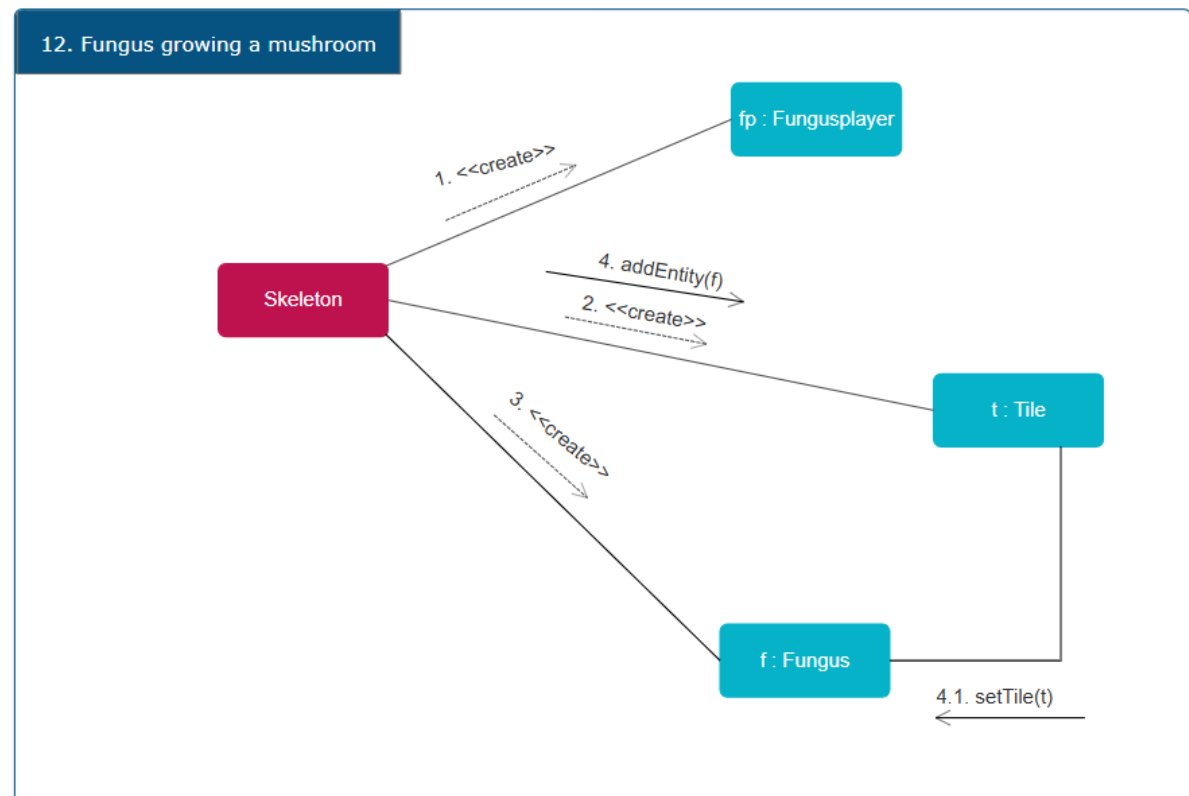 12. Fungus growing a mushroom
fp : Fungusplayer
1. <<create>>
4. addEntity(f)
Skeleton
2. <<create>>
3. <<create>>
t : Tile
f : Fungus
4.1. setTile(t)